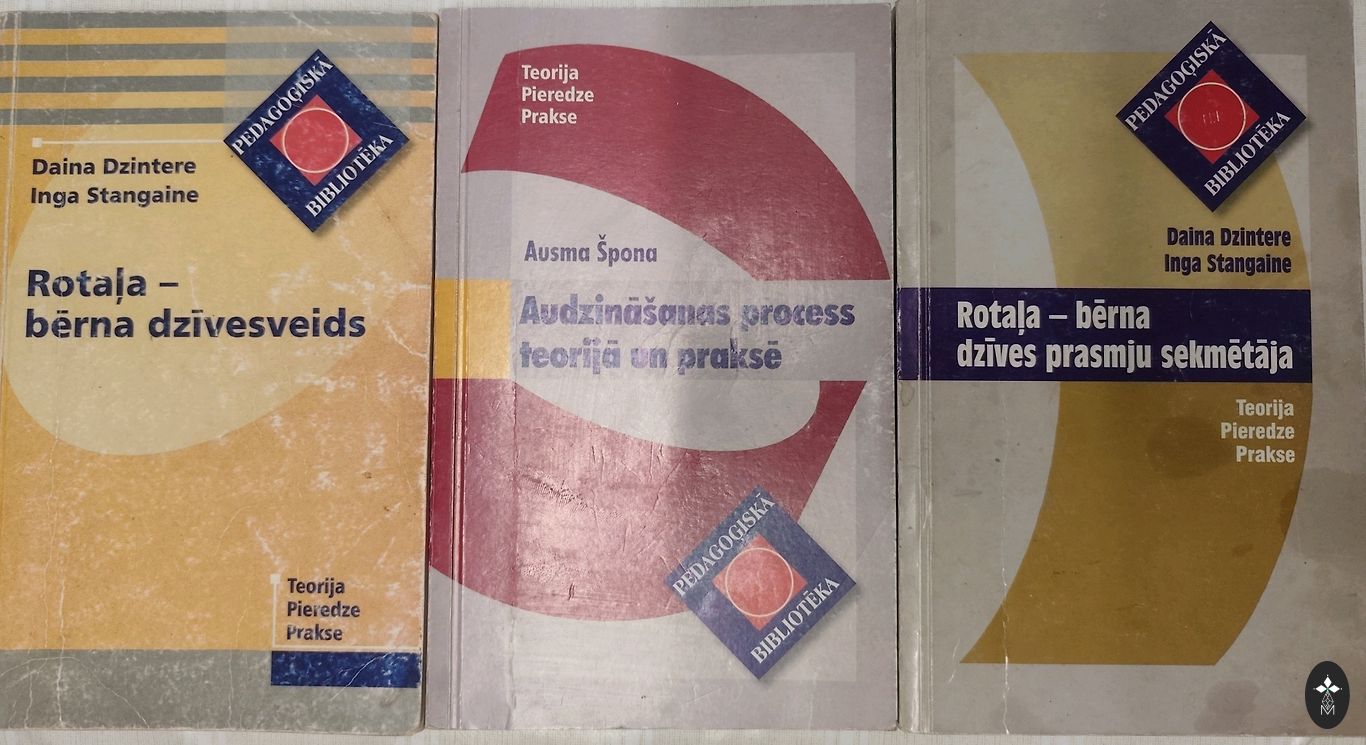 PEDAGOĢISKĀ
BIBLIOTĒKA
Daina Dzintere
Inga Stangaine
Rotaļa –
bērna dzīvesveids
Teorija
Pieredze
Prakse
Teorija
Pieredze
Prakse
Ausma Špona
Audzināšanas process
teorijā un praksē
PEDAGOĢISKĀ
BIBLIOTĒKA
PEDAGOĢISKĀ
BIBLIOTĒKA
Daina Dzintere
Inga Stangaine
Rotaļa – bērna
dzīves prasmju sekmētāja
Teorija
Pieredze
Prakse
M